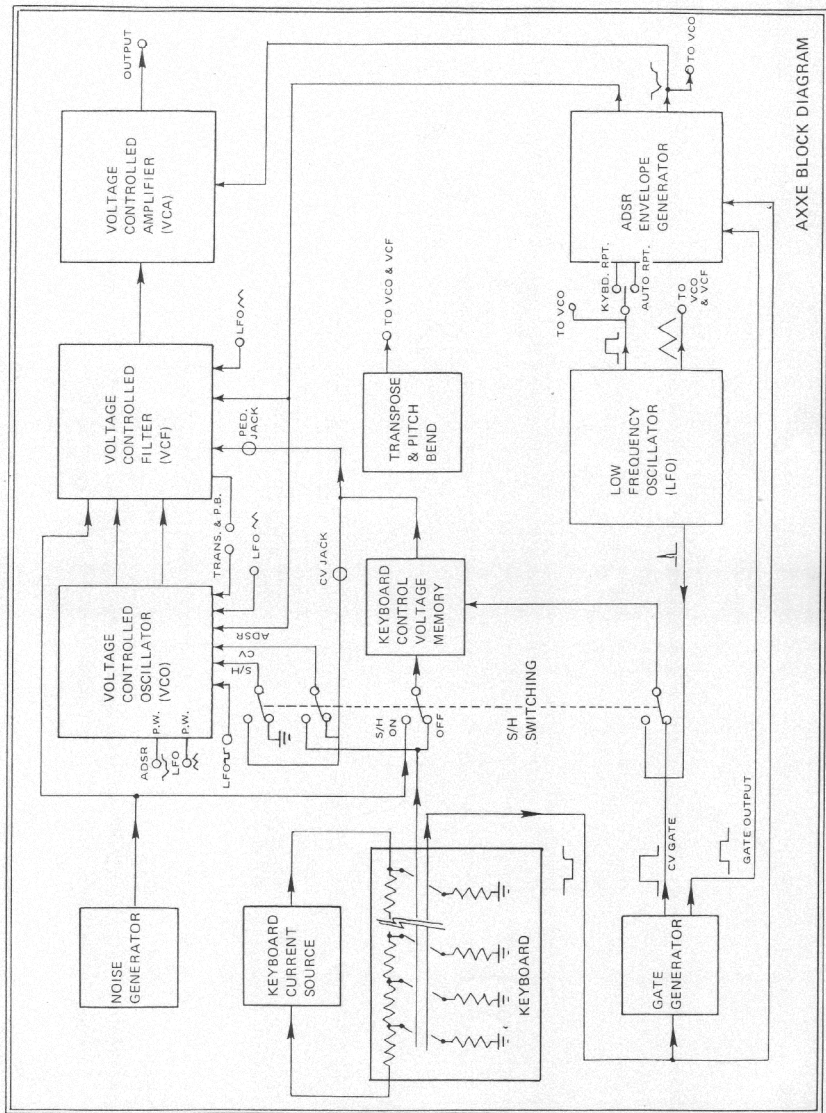 NOISE
GENERATOR
VOLTAGE
CONTROLLED
OSCILLATOR
(VCO)
VOLTAGE
CONTROLLED
FILTER
(VCF)
VOLTAGE
CONTROLLED
AMPLIFIER
(VCA)
OUTPUT
ADSR
P.W.
LFO
P.W.
LFO
S/H
CV
ADSR
LFO
TRANS. & P.B.
PED.
JACK
LFO
KEYBOARD
CURRENT
SOURCE
S/H
ON
OFF
CV JACK
KEYBOARD
CONTROL
VOLTAGE
MEMORY
TRANSPOSE
& PITCH
BEND
TO VCO & VCF
KEYBOARD
S/H
SWITCHING
GATE
GENERATOR
CV GATE
GATE OUTPUT
LOW
FREQUENCY
OSCILLATOR
(LFO)
TO VCO
KYBD. RPT.
AUTO RPT.
TO
VCO
& VCF
ADSR
ENVELOPE
GENERATOR
TO VCO
AXXE BLOCK DIAGRAM